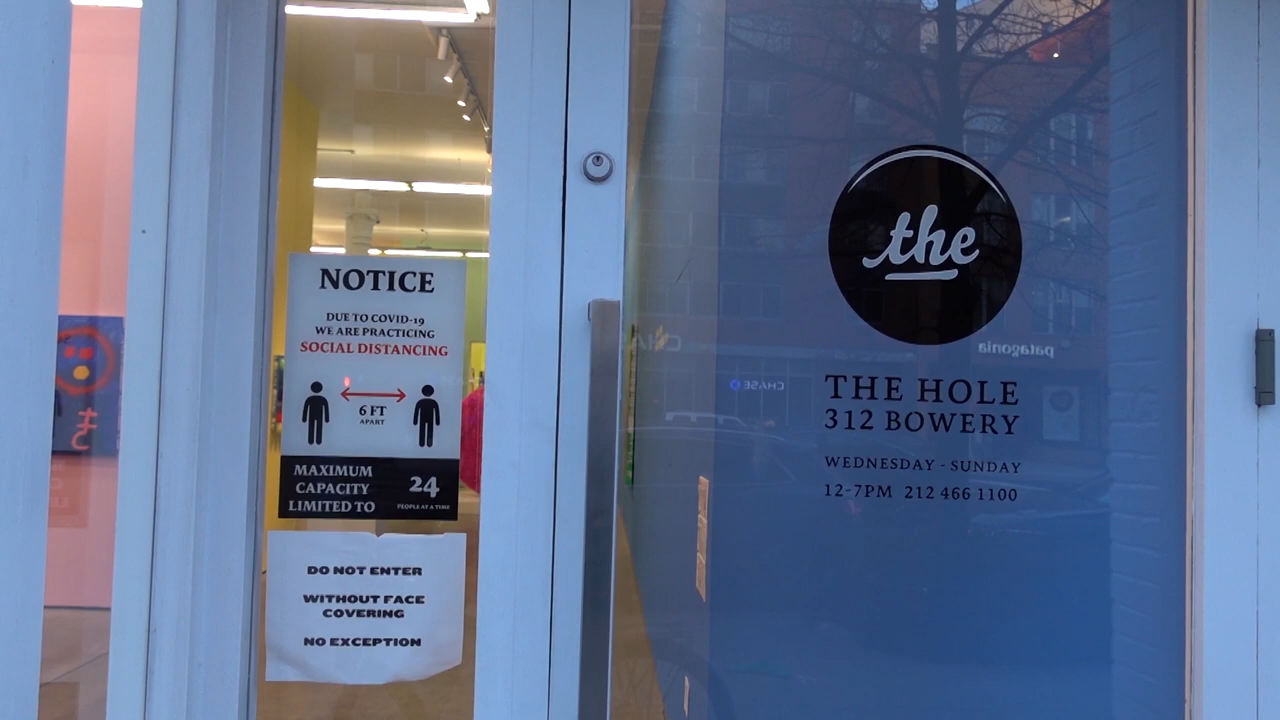 NOTICE
DUE TO COVID-19
WE ARE PRACTICING
SOCIAL DISTANCING
6 FT
APART
MAXIMUM
CAPACITY
LIMITED TO
24
PEOPLE AT A TIME
DO NOT ENTER
WITHOUT FACE
COVERING
NO EXCEPTION
the
THE HOLE
312 BOWERY
WEDNESDAY - SUNDAY
12-7PM 212 466 1100
patagonia
CHASE